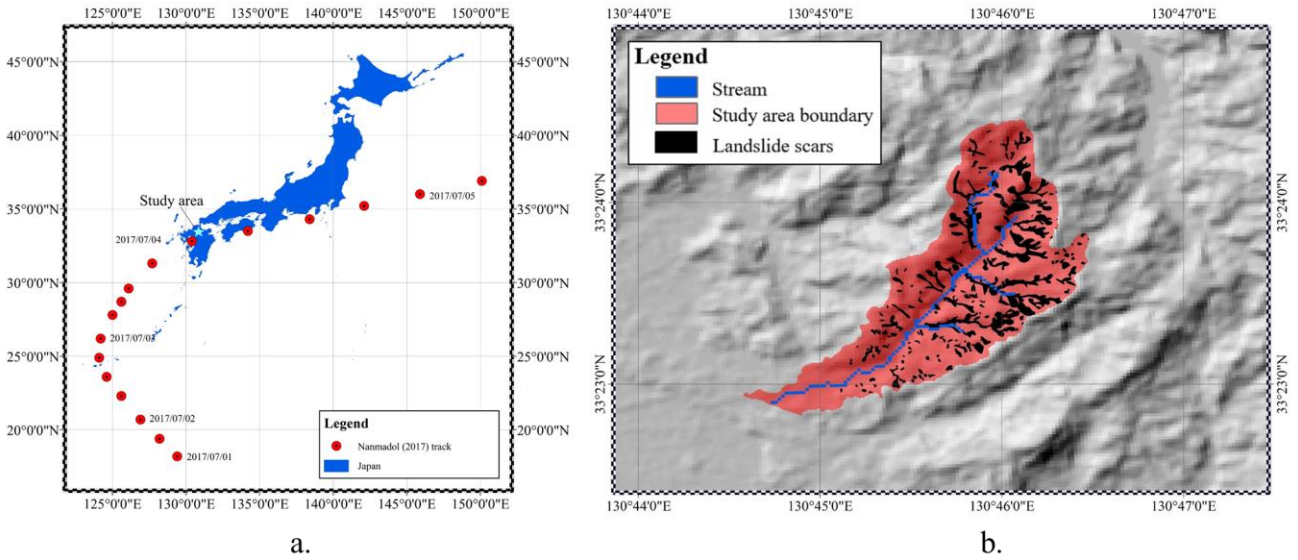 125°0'0"E 130°0'0"E 135°0'0"E 140°0'0"E 145°0'0"E 150°0'0"E
45°0'0"N 45°0'0"N
40°0'0"N 40°0'0"N
35°0'0"N 35°0'0"N
30°0'0"N 30°0'0"N
25°0'0"N 25°0'0"N
20°0'0"N 20°0'0"N
2017/07/05
Study area
2017/07/04
2017/07/03
2017/07/02
2017/07/01
Legend
Nanmadol (2017) track
Japan
125°0'0"E 130°0'0"E 135°0'0"E 140°0'0"E 145°0'0"E 150°0'0"E
a.
130°44'0"E 130°45'0"E 130°46'0"E 130°47'0"E
Legend
Stream
Study area boundary
Landslide scars
33°24'0"N 33°24'0"N
33°23'0"N 33°23'0"N
130°44'0"E 130°45'0"E 130°46'0"E 130°47'0"E
b.